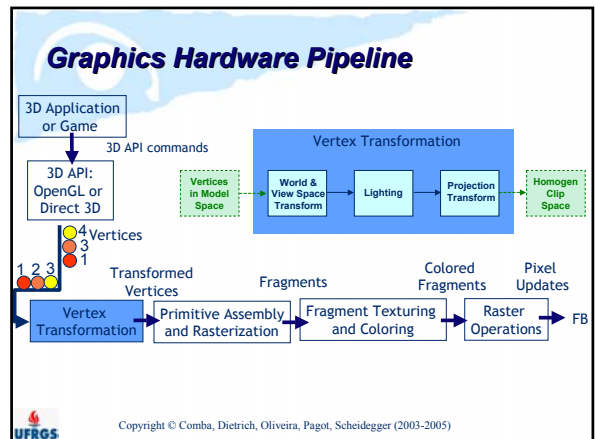 Graphics Hardware Pipeline
3D Application
or Game
3D API commands
3D API:
OpenGL or
Direct 3D
Vertex Transformation
Vertices
in Model
Space
World &
View Space
Transform
Lighting
Projection
Transform
Homogen
Clip
Space
4
Vertices
3
1
1 2 3
Transformed
Vertices
Fragments
Colored
Fragments
Pixel
Updates
Vertex
Transformation
Primitive Assembly
and Rasterization
Fragment Texturing
and Coloring
Raster
Operations
FB
UFRGS
Copyright © Comba, Dietrich, Oliveira, Pagot, Scheidegger (2003-2005)